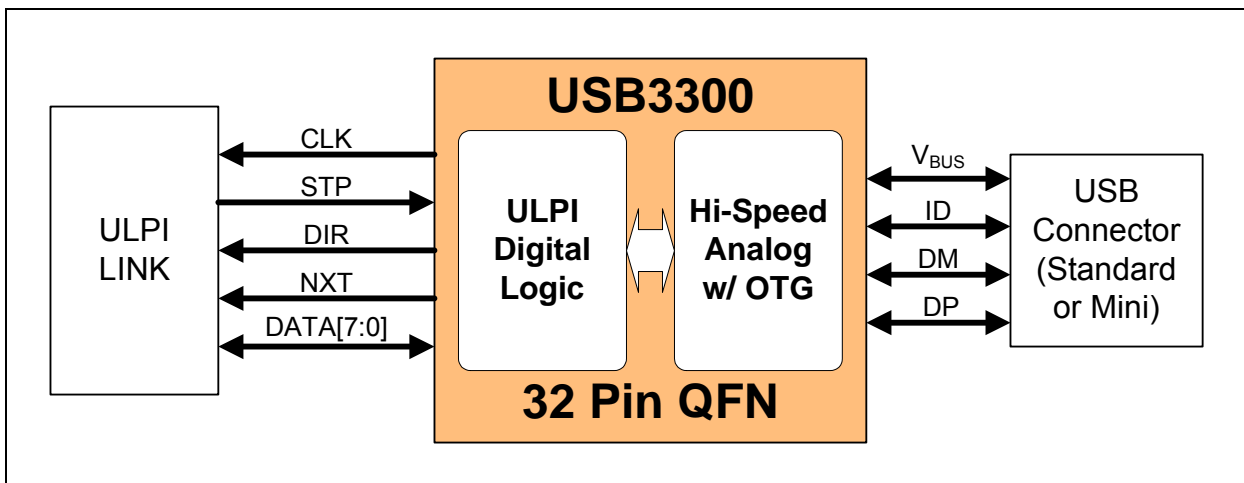 USB3300
ULPI
LINK
CLK
STP
DIR
NXT
DATA[7:0]
ULPI
Digital
Logic
Hi-Speed
Analog
w/ OTG
32 Pin QFN
VBUS
ID
DM
DP
USB
Connector
(Standard
or Mini)